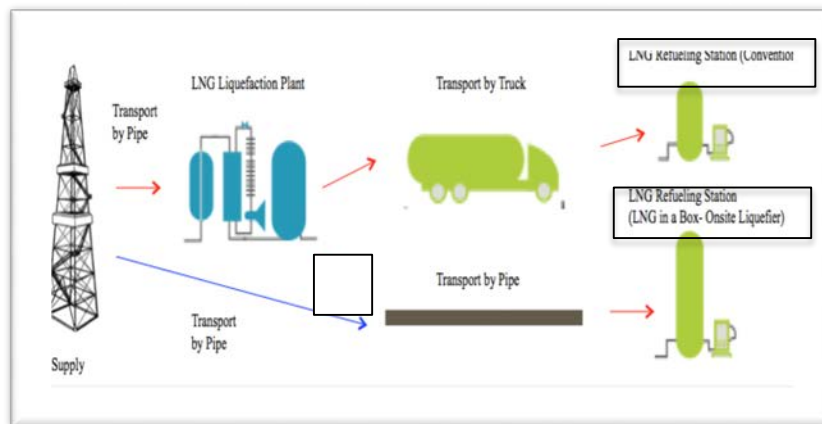 LNG Refueling Station (Convention
LNG Liquefaction Plant
Transport by Truck
Transport
by Pipe
LNG Refueling Station
(LNG in a Box- Onsite Liquefier)
Transport by Pipe
Transport
by Pipe
Supply